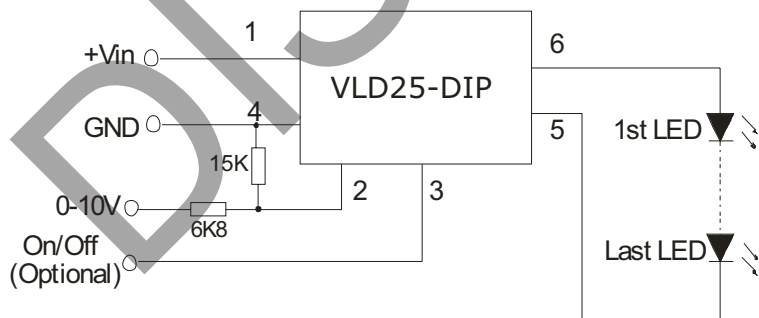 1
6
+Vin
VLD25-DIP
4
GND
5
1st LED
15K
2
3
0-10V
6K8
On/Off
(Optional)
Last LED